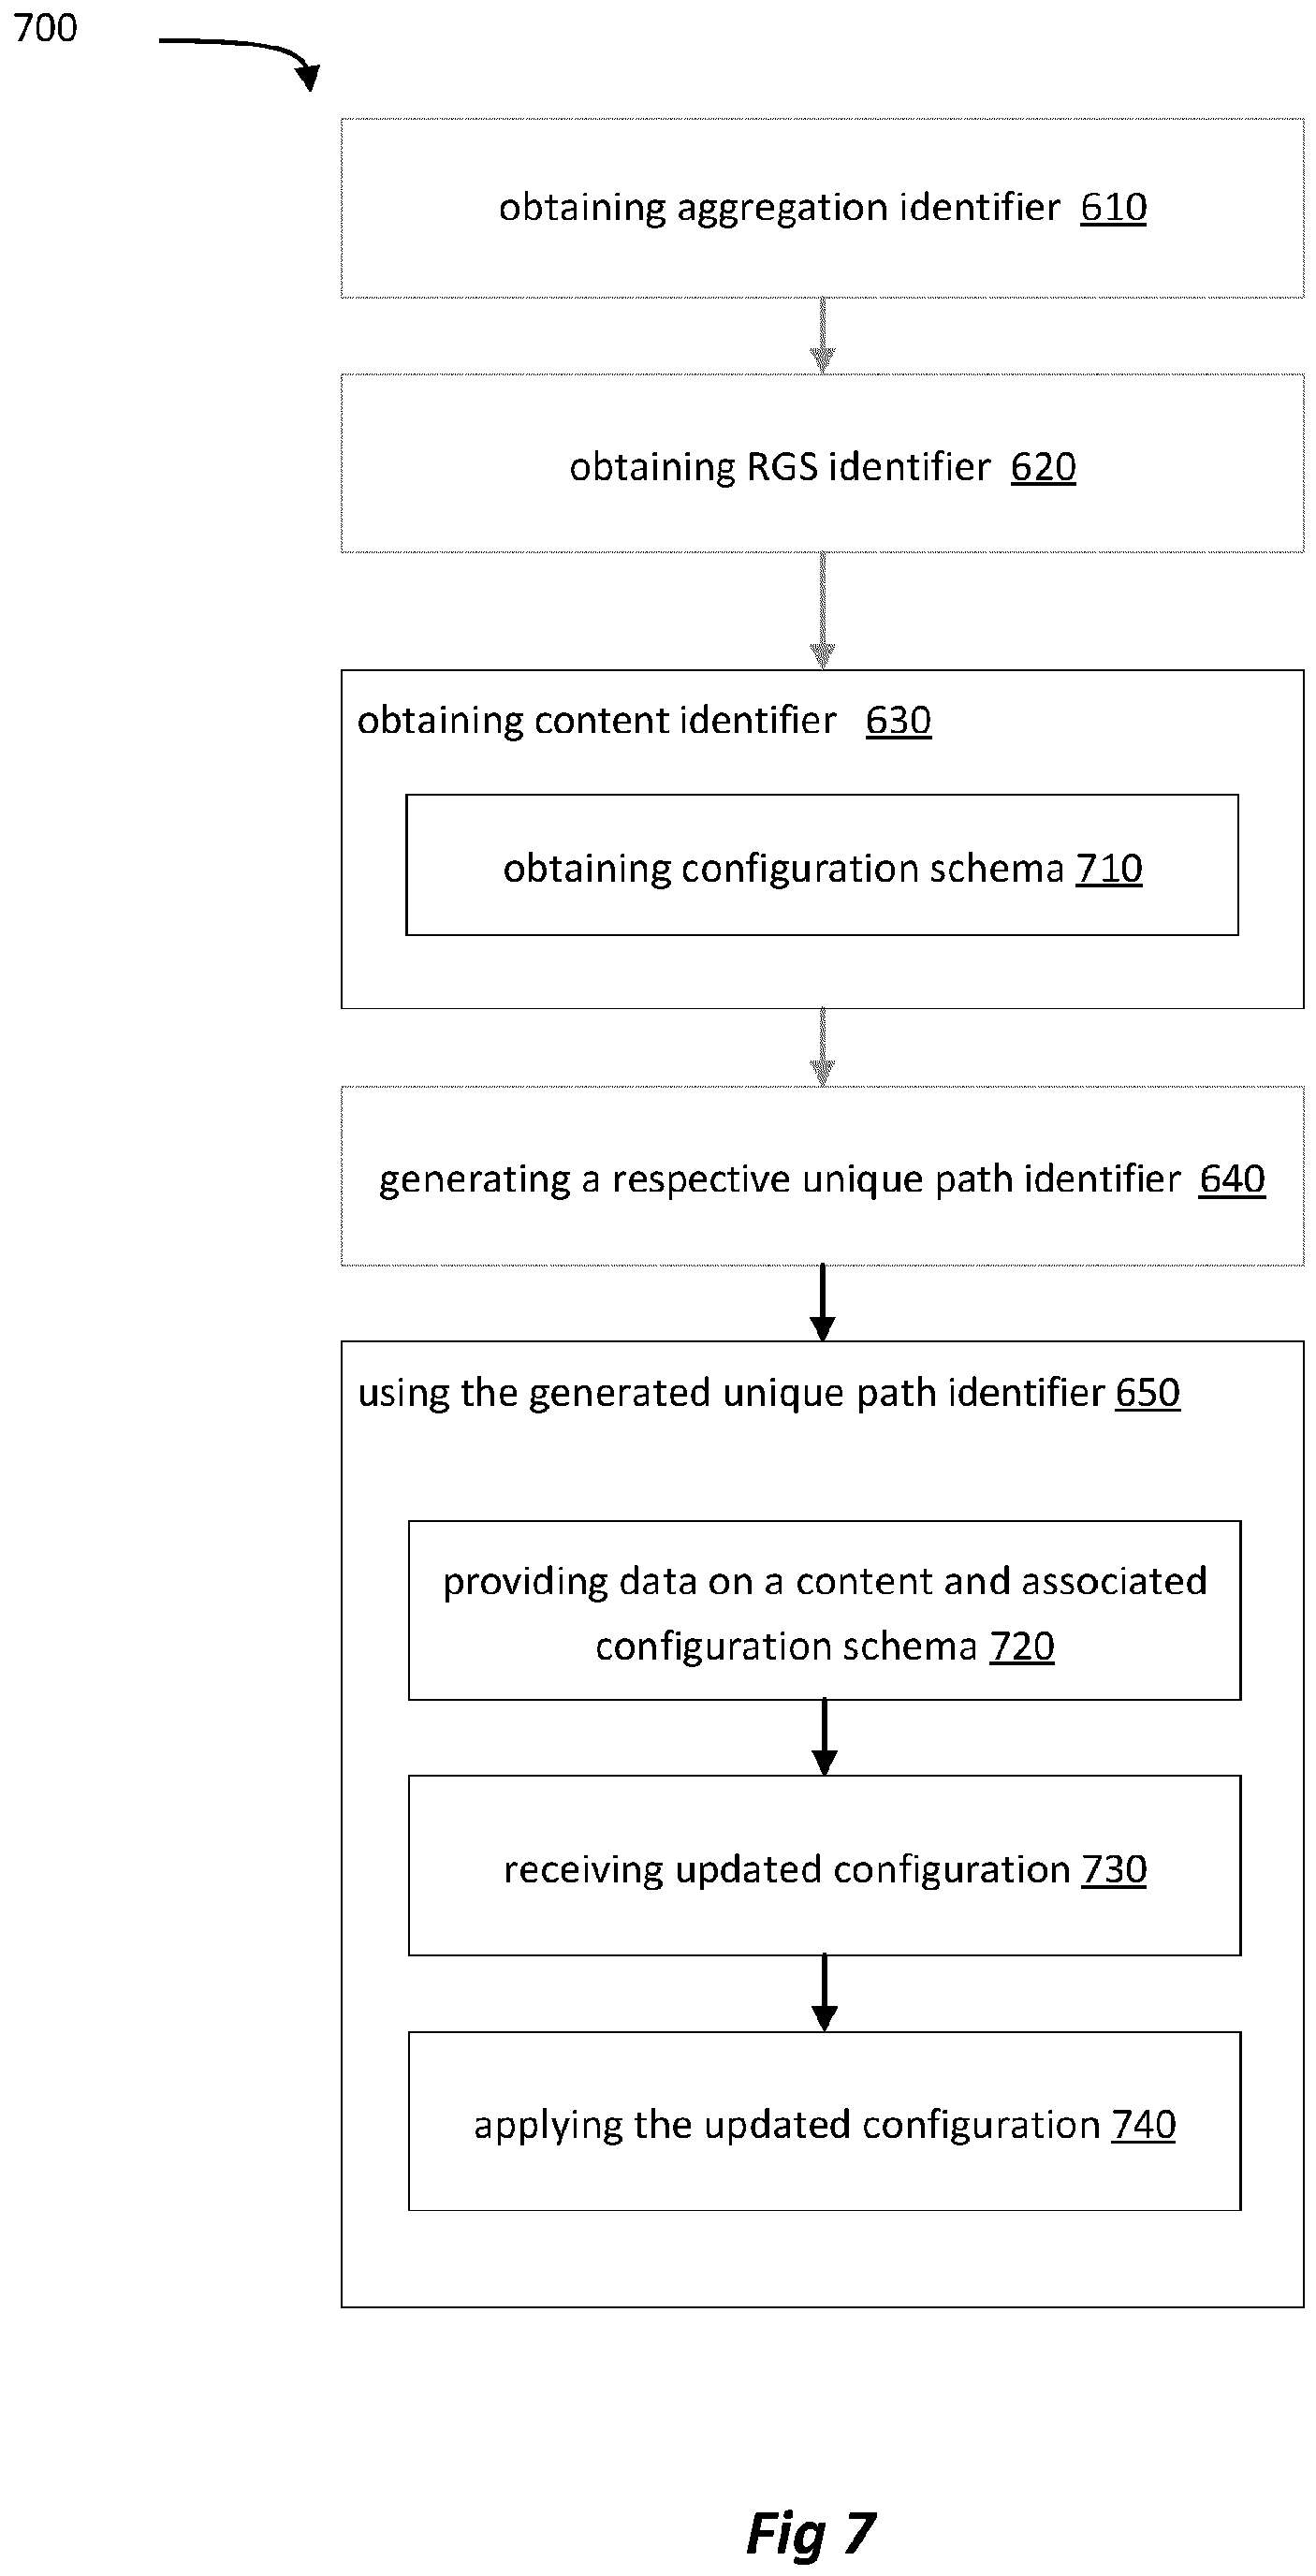 700
obtaining aggregation identifier 610
obtaining RGS identifier 620
obtaining content identifier 630
obtaining configuration schema 710
generating a respective unique path identifier 640
using the generated unique path identifier 650
providing data on a content and associated
configuration schema 720
receiving updated configuration 730
applying the updated configuration 740
Fig 7